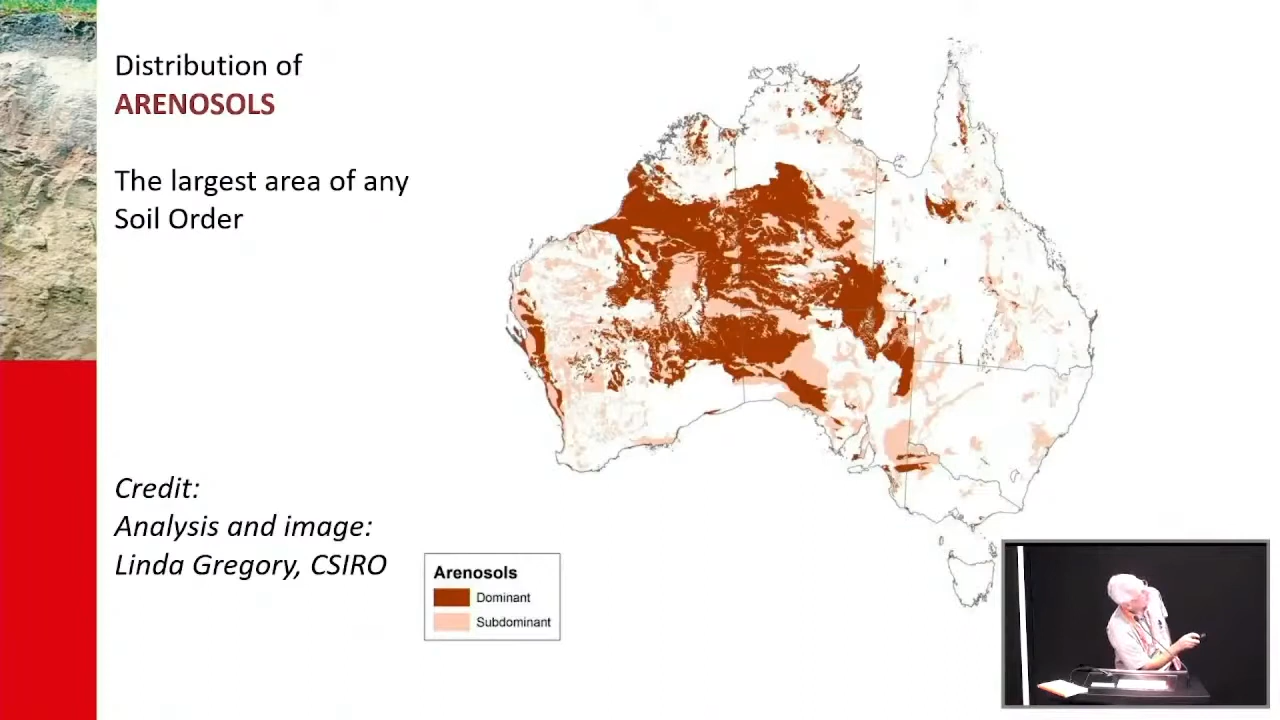 Distribution of
ARENOSOLS
The largest area of any
Soil Order
Credit:
Analysis and image:
Linda Gregory, CSIRO
Arenosols
Dominant
Subdominant